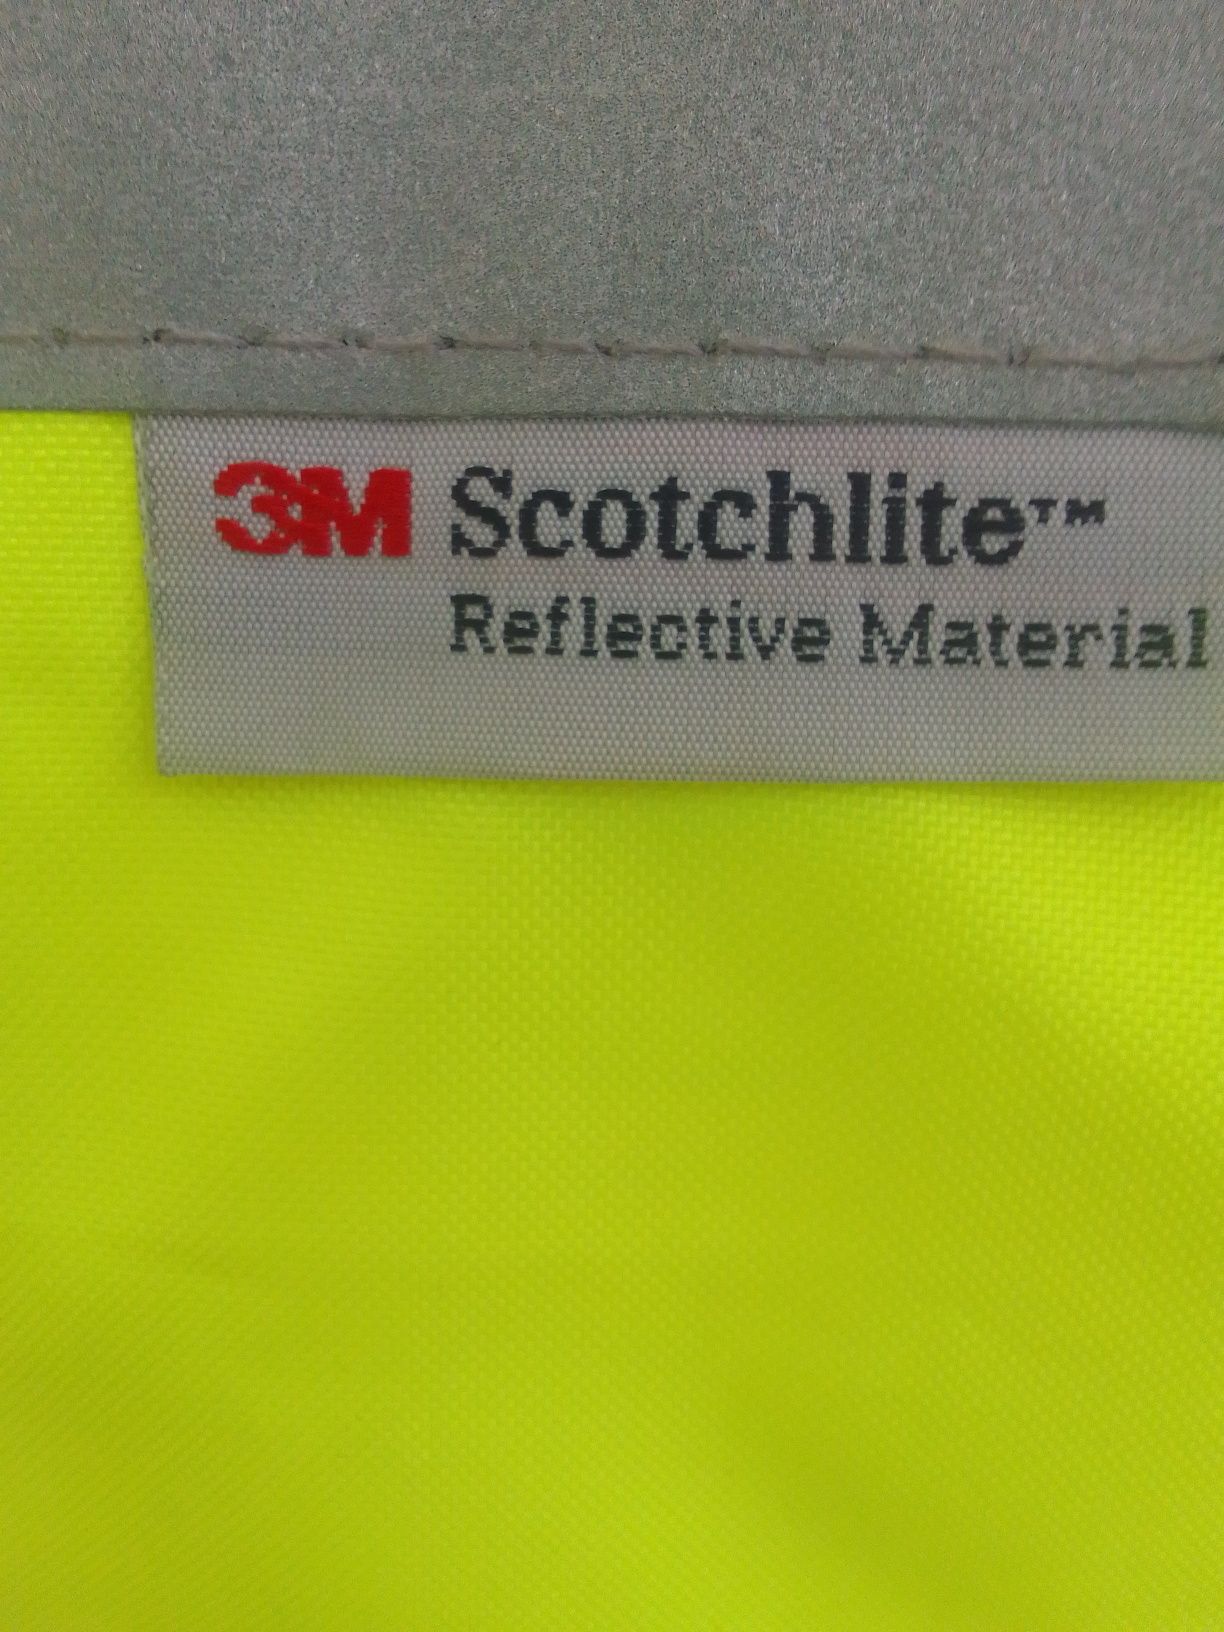 3M Scotchlite™
Reflective Material